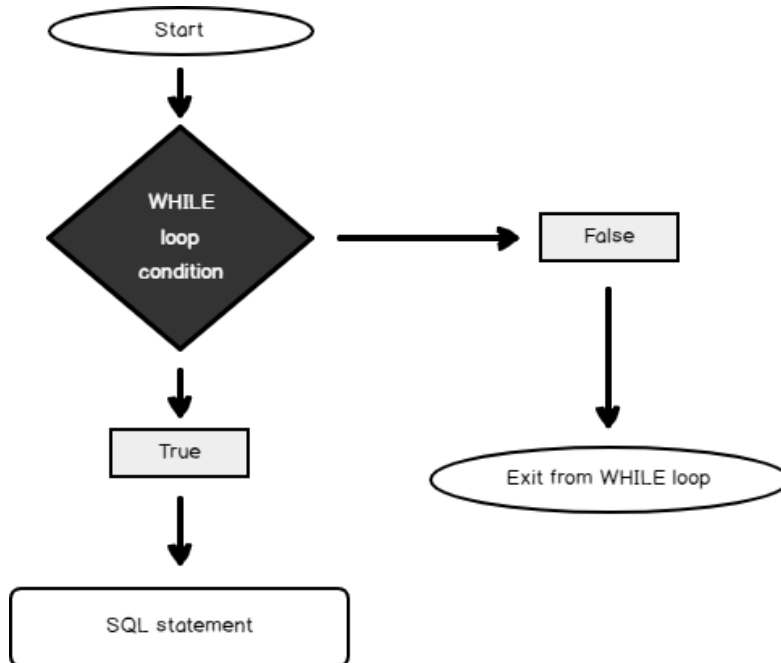 Start
WHILE
loop
condition
False
True
Exit from WHILE loop
SQL statement